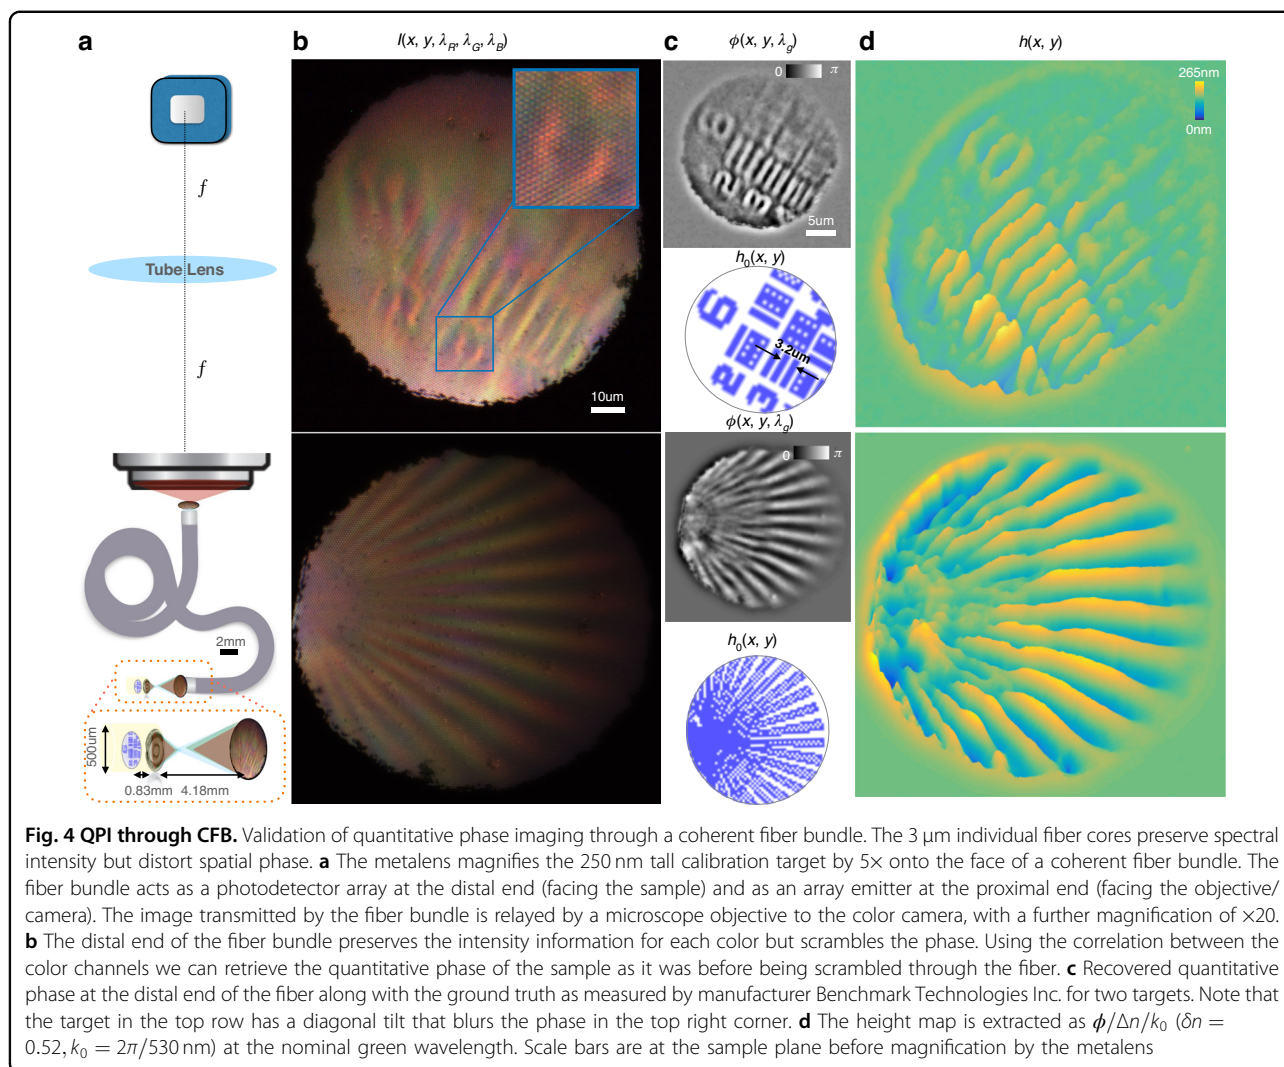 a
b
c
d
I(x, y, λR, λG, λB)
ϕ(x, y, λg)
h(x, y)
0 π
265nm
0nm
f
5um
h0(x, y)
Tube Lens
6
2
3
3.2um
f
10um
ϕ(x, y, λg)
0 π
2mm
h0(x, y)
500um
0.83mm 4.18mm
Fig. 4 QPI through CFB. Validation of quantitative phase imaging through a coherent fiber bundle. The 3 μm individual fiber cores preserve spectral
intensity but distort spatial phase. a The metalens magnifies the 250 nm tall calibration target by 5× onto the face of a coherent fiber bundle. The
fiber bundle acts as a photodetector array at the distal end (facing the sample) and as an array emitter at the proximal end (facing the objective/
camera). The image transmitted by the fiber bundle is relayed by a microscope objective to the color camera, with a further magnification of ×20.
b The distal end of the fiber bundle preserves the intensity information for each color but scrambles the phase. Using the correlation between the
color channels we can retrieve the quantitative phase of the sample as it was before being scrambled through the fiber. c Recovered quantitative
phase at the distal end of the fiber along with the ground truth as measured by manufacturer Benchmark Technologies Inc. for two targets. Note that
the target in the top row has a diagonal tilt that blurs the phase in the top right corner. d The height map is extracted as ϕ/Δn/k0 (δn =
0.52, k0 = 2π/530 nm) at the nominal green wavelength. Scale bars are at the sample plane before magnification by the metalens